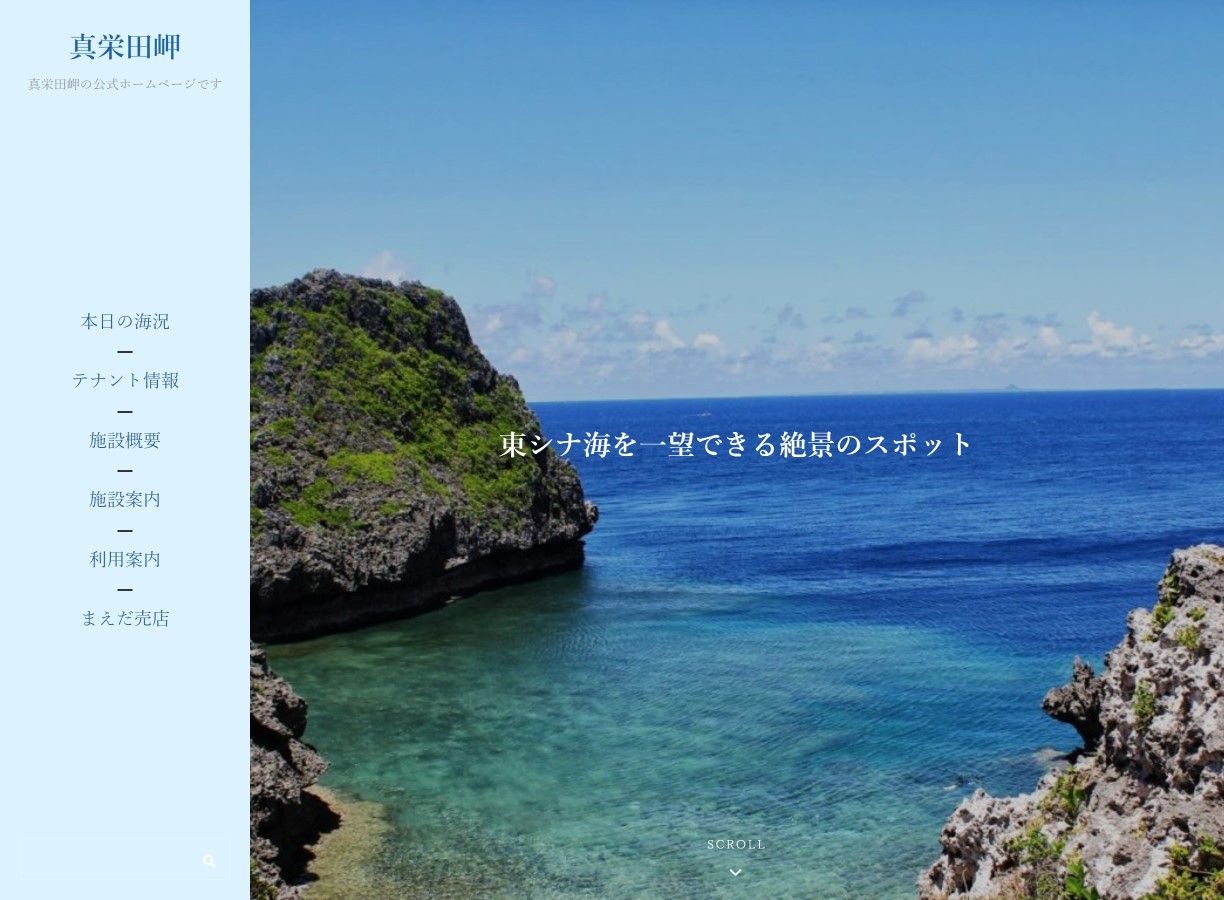 真栄田岬
真栄田岬の公式ホームページです
本日の海況
テナント情報
施設概要
施設案内
利用案内
まえだ売店
東シナ海を一望できる絶景のスポット
SCROLL